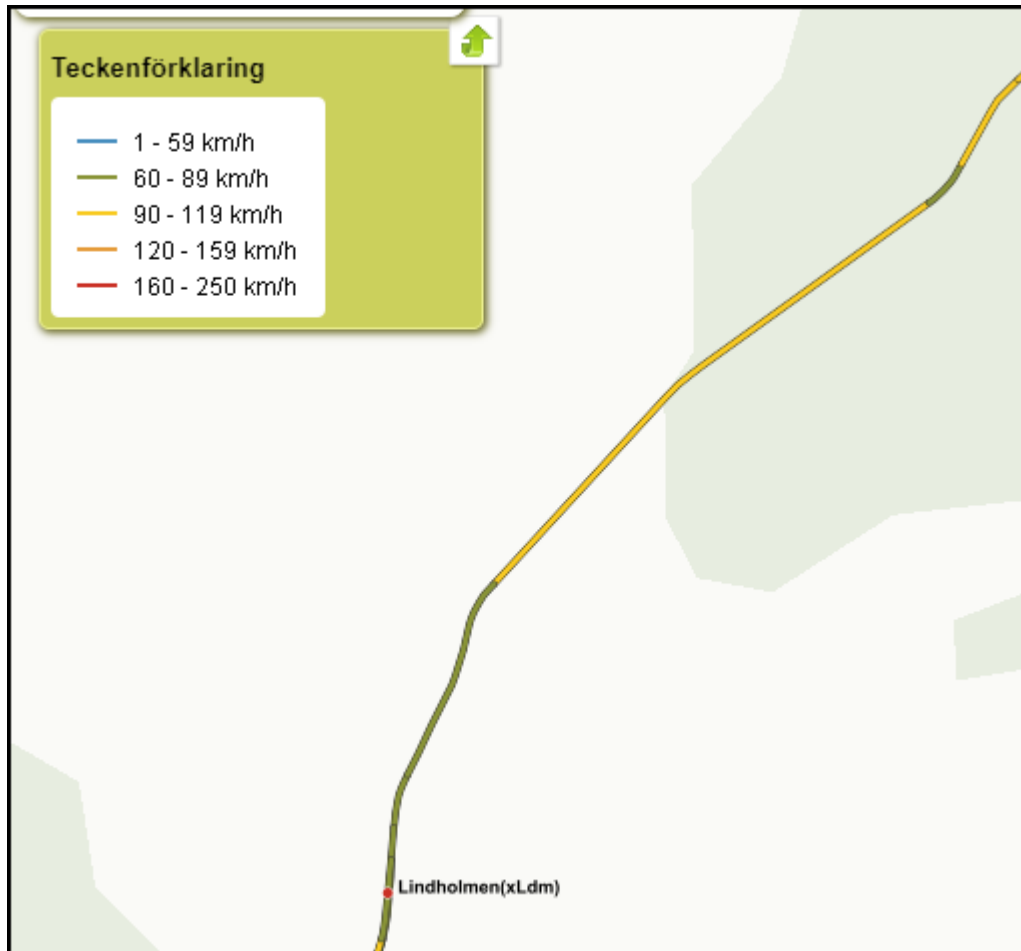 Teckenförklaring
1 - 59 km/h
60 - 89 km/h
90 - 119 km/h
120 - 159 km/h
160 - 250 km/h
Lindholmen(xLdm)